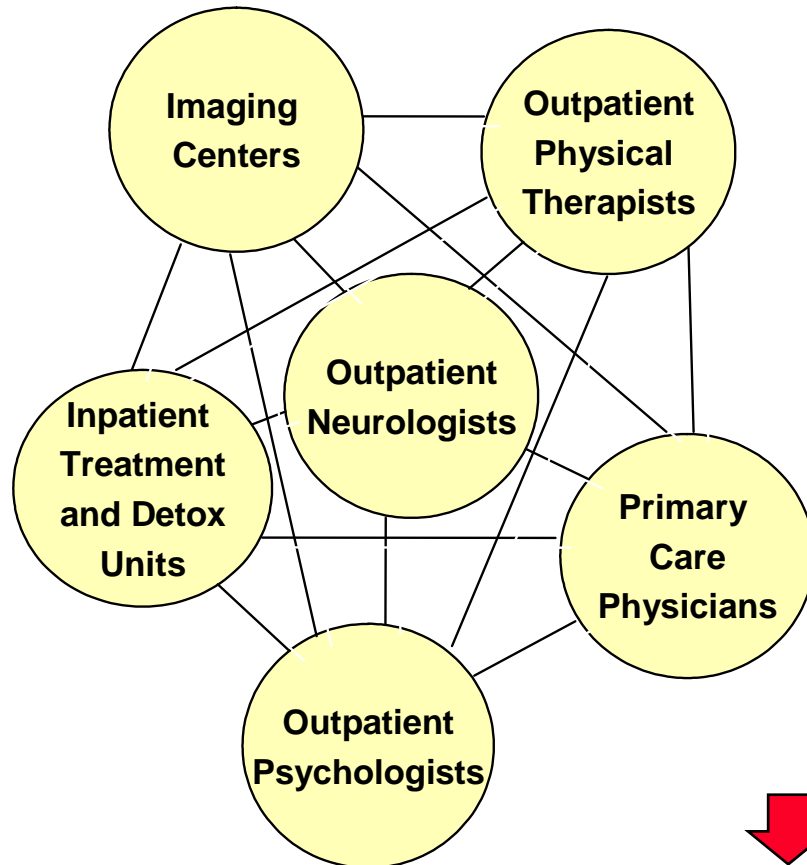 Imaging
Centers
Outpatient
Physical
Therapists
Outpatient
Neurologists
Inpatient
Treatment
and Detox
Units
Primary
Care
Physicians
Outpatient
Psychologists